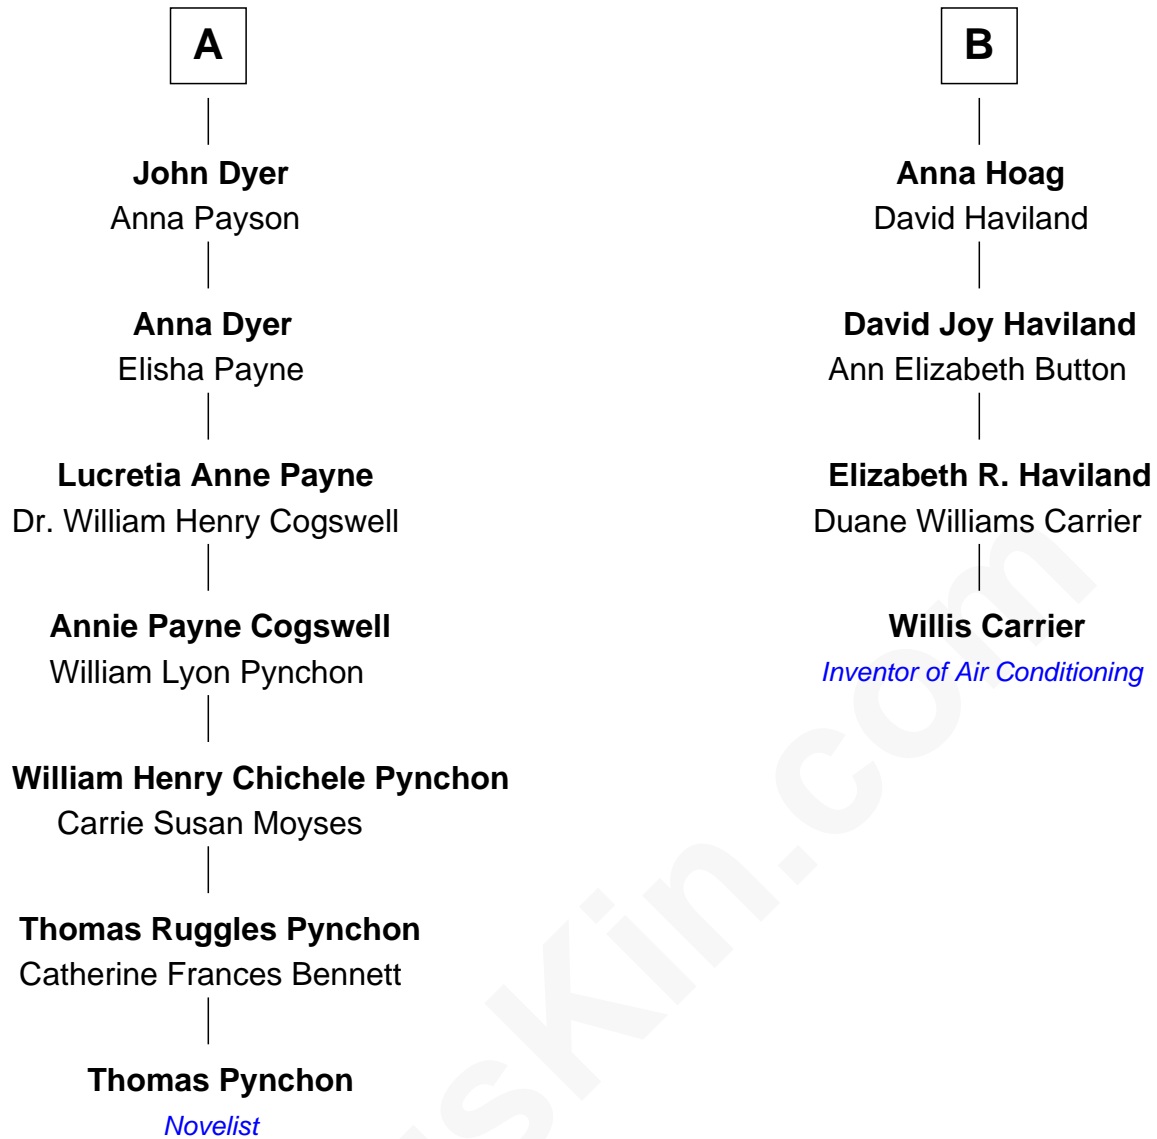 A
John Dyer
Anna Payson
Anna Dyer
Elisha Payne
Lucretia Anne Payne
Dr. William Henry Cogswell
Annie Payne Cogswell
William Lyon Pynchon
William Henry Chichele Pynchon
Carrie Susan Moyses
Thomas Ruggles Pynchon
Catherine Frances Bennett
Thomas Pynchon
Novelist
B
Anna Hoag
David Haviland
David Joy Haviland
Ann Elizabeth Button
Elizabeth R. Haviland
Duane Williams Carrier
Willis Carrier
Inventor of Air Conditioning
sKin.com